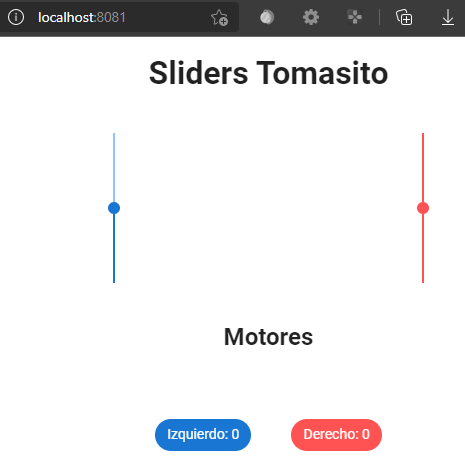 localhost:8081
Sliders Tomasito
Motores
Izquierdo: 0
Derecho: 0